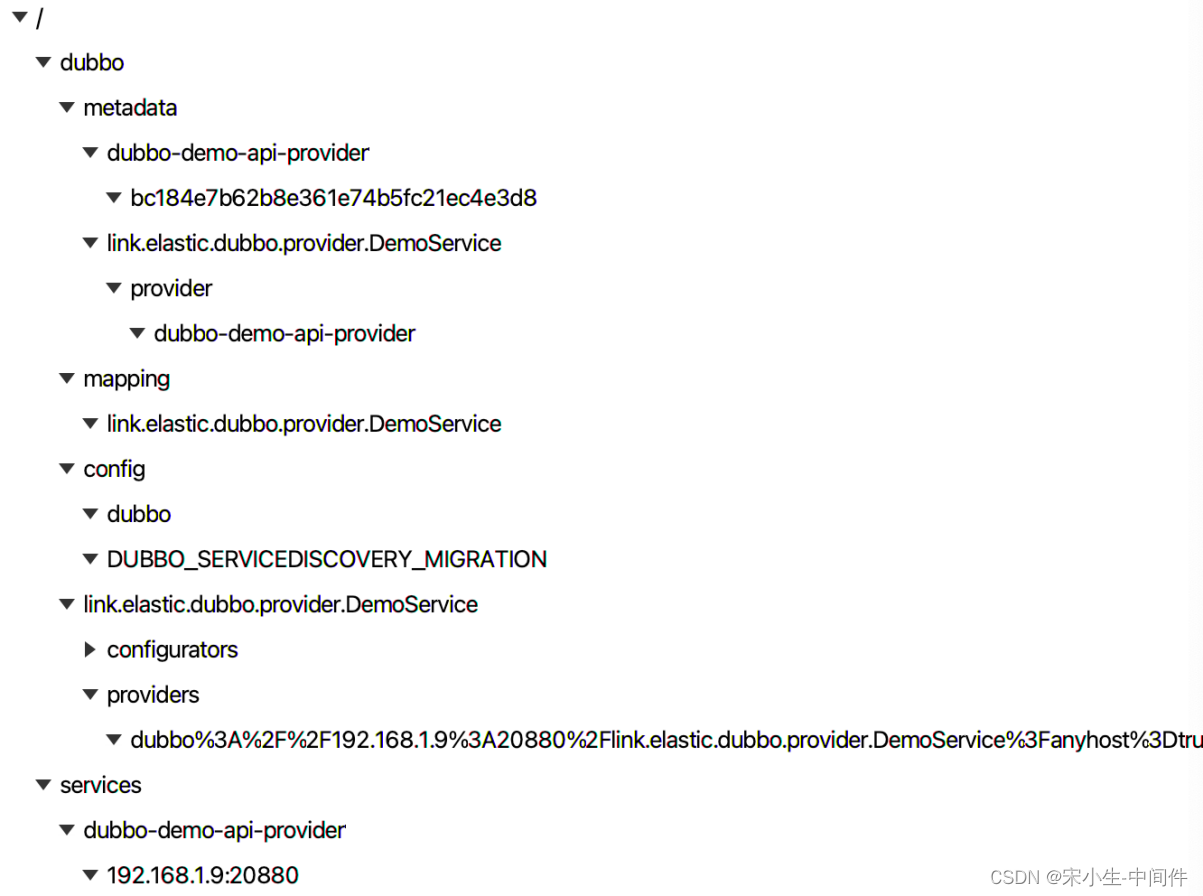 /
dubbo
metadata
dubbo-demo-api-provider
bc184e7b62b8e361e74b5fc21ec4e3d8
link.elastic.dubbo.provider.DemoService
provider
dubbo-demo-api-provider
mapping
link.elastic.dubbo.provider.DemoService
config
dubbo
DUBBO_SERVICEDISCOVERY_MIGRATION
link.elastic.dubbo.provider.DemoService
configurators
providers
dubbo%3A%2F%2F192.168.1.9%3A20880%2Flink.elastic.dubbo.provider.DemoService%3Fanyhost%3Dtru
services
dubbo-demo-api-provider
192.168.1.9:20880
CSDN @宋小生-中间件